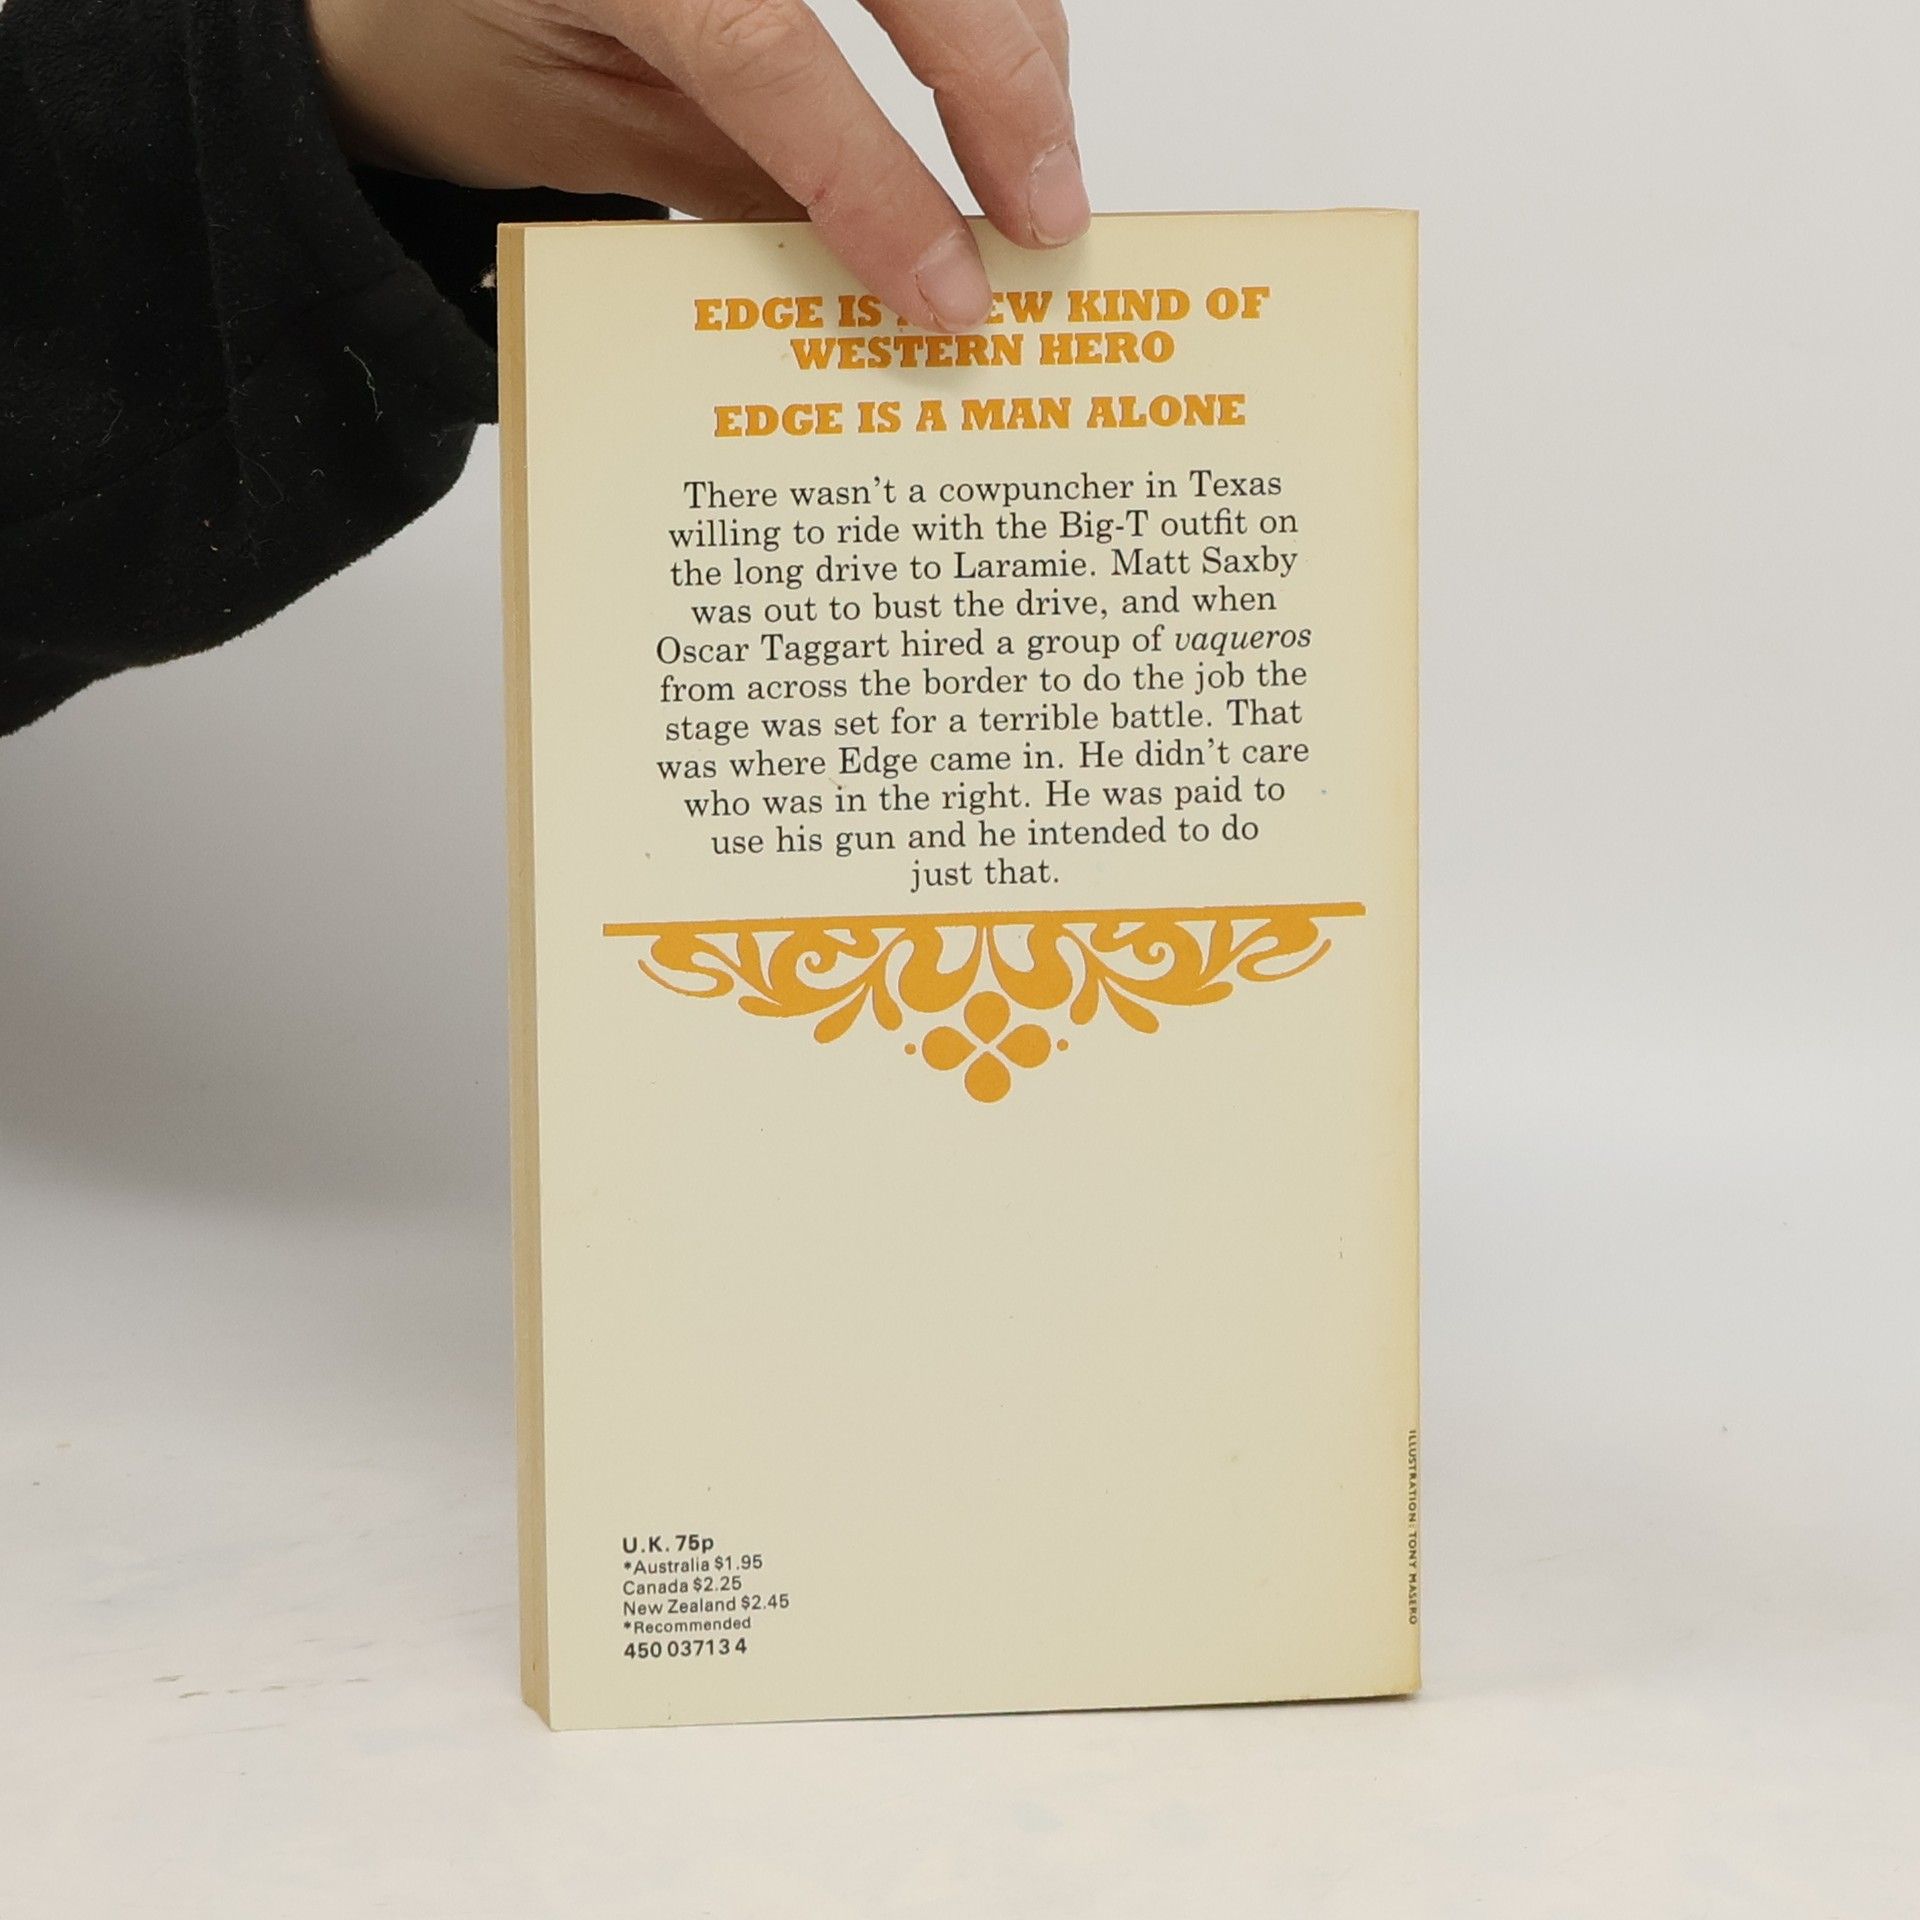 EDGE IS EW KIND OF
WESTERN HERO
EDGE IS A MAN ALONE
There wasn't a cowpuncher in Texas
willing to ride with the Big-T outfit on
the long drive to Laramie. Matt Saxby
was out to bust the drive, and when
Oscar Taggart hired a group of vaqueros
from across the border to do the job the
stage was set for a terrible battle. That
was where Edge came in. He didn't care
who was in the right. He was paid to
use his gun and he intended to do
just that.
U.K. 75p
*Australia $1.95
Canada $2.25
New Zealand $2.45
*Recommended
450 03713 4
ILLUSTRATION: TONY MASERO